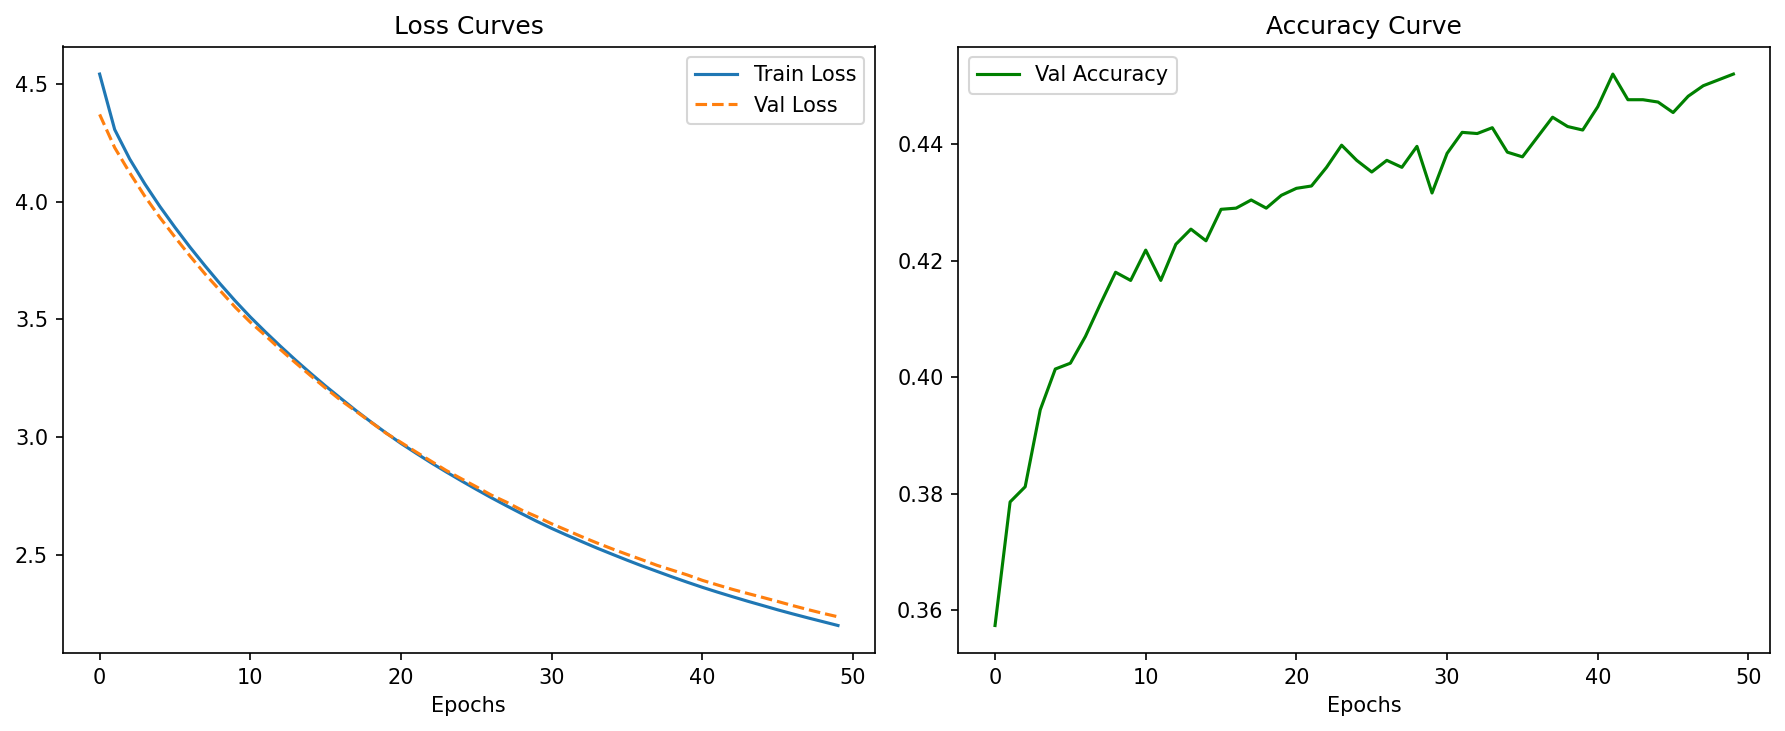 Loss Curves
Train Loss
Val Loss
4.5
4.0
3.5
3.0
2.5
0 10 20 30 40 50
Epochs
Accuracy Curve
Val Accuracy
0.44
0.42
0.40
0.38
0.36
0 10 20 30 40 50
Epochs